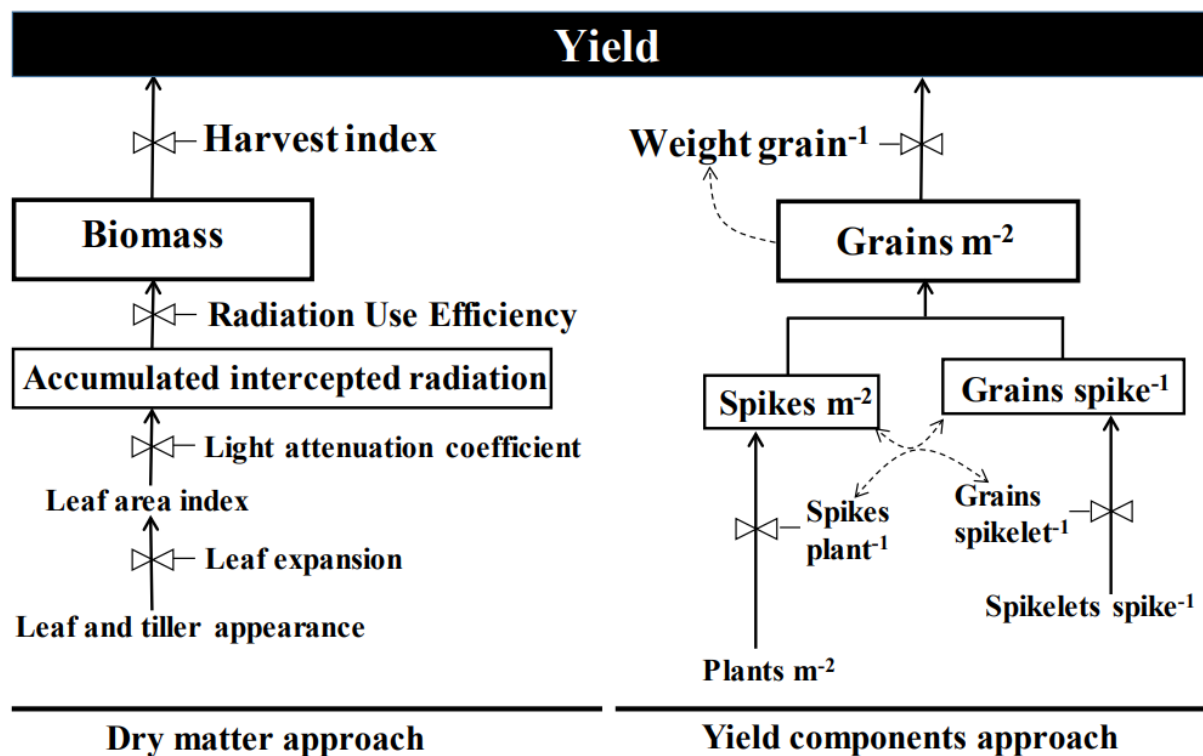 Yield
Harvest index
Biomass
Radiation Use Efficiency
Accumulated intercepted radiation
Light attenuation coefficient
Leaf area index
Leaf expansion
Leaf and tiller appearance
Dry matter approach
Weight grain⁻¹
Grains m⁻²
Spikes m⁻²
Grains spike⁻¹
Spikes
plant⁻¹
Grains
spikelet⁻¹
Spikelets spike⁻¹
Plants m⁻²
Yield components approach